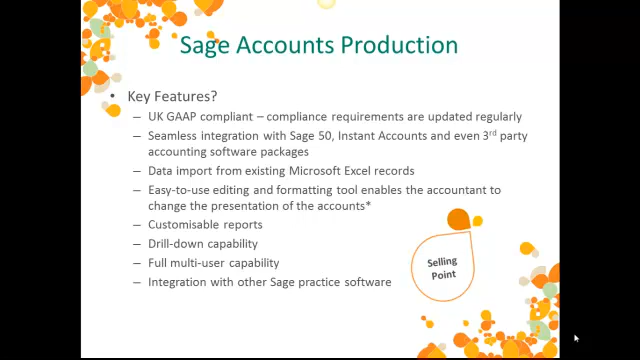 Sage Accounts Production
• Key Features?
– UK GAAP compliant – compliance requirements are updated regularly
– Seamless integration with Sage 50, Instant Accounts and even 3rd party
accounting software packages
– Data import from existing Microsoft Excel records
– Easy-to-use editing and formatting tool enables the accountant to
change the presentation of the accounts*
– Customisable reports
– Drill-down capability
– Full multi-user capability
– Integration with other Sage practice software
Selling
Point